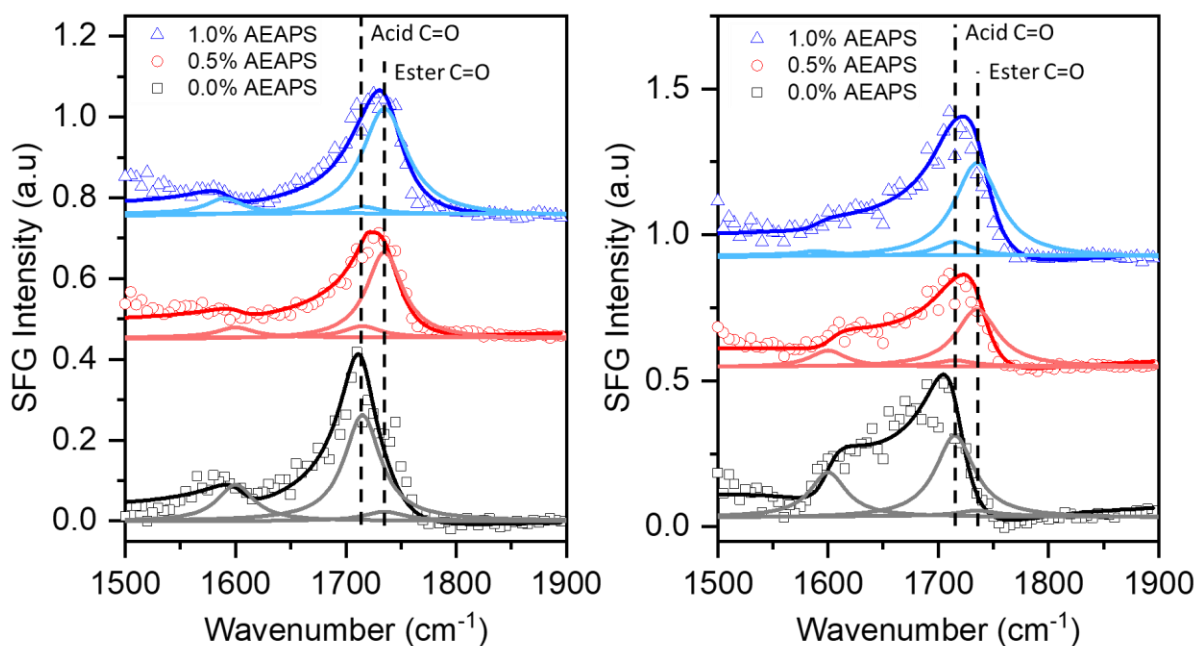 1.0% AEAPS
0.5% AEAPS
0.0% AEAPS
Acid C=O
Ester C=O
1.2
1.0
0.8
0.6
0.4
0.2
0.0
SFG Intensity (a.u)
1500 1600 1700 1800 1900
Wavenumber (cm⁻¹)
1.0% AEAPS
0.5% AEAPS
0.0% AEAPS
Acid C=O
Ester C=O
1.5
1.0
0.5
0.0
SFG Intensity (a.u)
1500 1600 1700 1800 1900
Wavenumber (cm⁻¹)